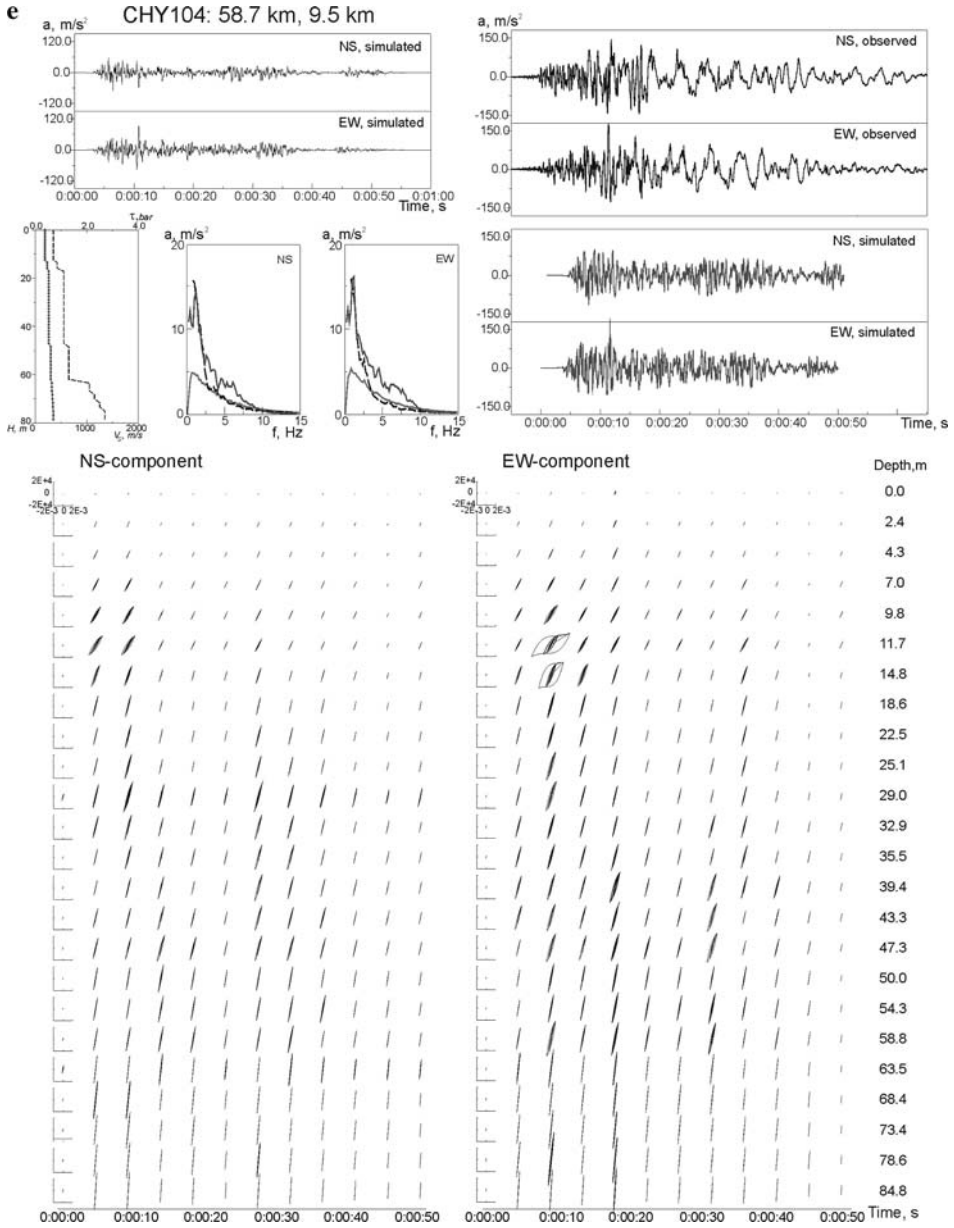 e
CHY104: 58.7 km, 9.5 km
a, m/s²
120.0
0.0
-120.0
NS, simulated
120.0
0.0
-120.0
EW, simulated
0:00:00 0:00:10 0:00:20 0:00:30 0:00:40 0:00:50 0:01:00
Time, s
a, m/s²
150.0
0.0
-150.0
NS, observed
150.0
0.0
-150.0
EW, observed
150.0
0.0
-150.0
NS, simulated
150.0
0.0
-150.0
EW, simulated
0:00:00 0:00:10 0:00:20 0:00:30 0:00:40 0:00:50
Time, s
τ, bar
0.0 2.0 4.0
0
20
40
60
80
H, m
0 1000 2000
Vs, m/s
a, m/s²
20
10
0
NS
0 5 10 15
f, Hz
a, m/s²
20
10
0
EW
0 5 10 15
f, Hz
NS-component
EW-component
Depth,m
2E+4
0
-2E+4
-2E-3 0 2E-3
2E+4
0
-2E+4
-2E-3 0 2E-3
0.0
2.4
4.3
7.0
9.8
11.7
14.8
18.6
22.5
25.1
29.0
32.9
35.5
39.4
43.3
47.3
50.0
54.3
58.8
63.5
68.4
73.4
78.6
84.8
0:00:00 0:00:10 0:00:20 0:00:30 0:00:40 0:00:50
0:00:00 0:00:10 0:00:20 0:00:30 0:00:40 0:00:50
Time, s